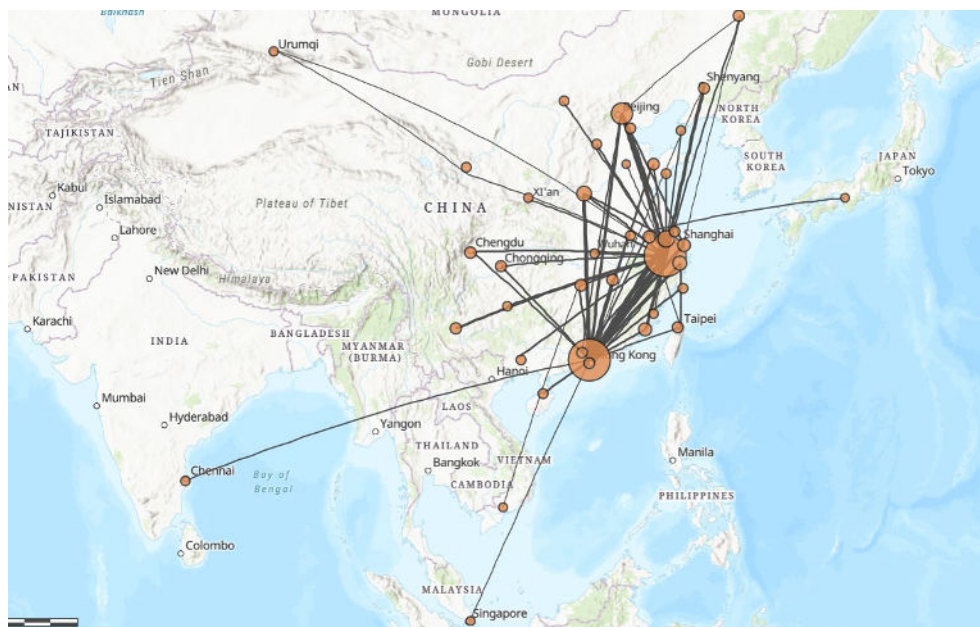 Balkhash
MONGOLIA
Urumqi
Gobi Desert
Tien Shan
Shenyang
AN
Beijing
NORTH
KOREA
TAJIKISTAN
SOUTH
KOREA
JAPAN
Tokyo
Kabul
NISTAN
Islamabad
XI'an
Plateau of Tibet
CHINA
Lahore
Shanghai
Chengdu
Wuhan
Chongqing
New Delhi
Himalaya
PAKISTAN
Karachi
BANGLADESH
Taipei
INDIA
MYANMAR
(BURMA)
ng Kong
Hanoi
Mumbai
LAOS
Hyderabad
Yangon
THAILAND
Manila
Bangkok
VIETNAM
Chennai
Bay of
Bengal
CAMBODIA
PHILIPPINES
Colombo
MALAYSIA
Singapore